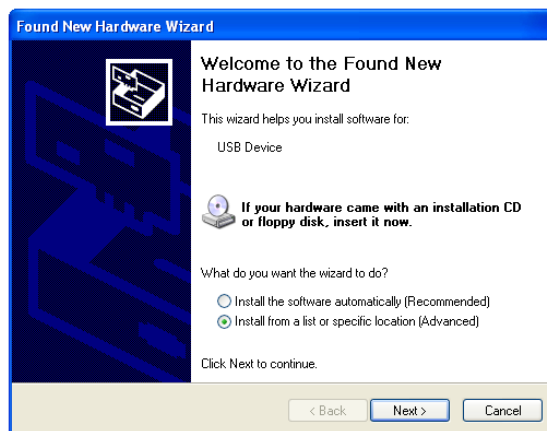 Found New Hardware Wizard
Welcome to the Found New
Hardware Wizard
This wizard helps you install software for:
USB Device
If your hardware came with an installation CD
or floppy disk, insert it now.
What do you want the wizard to do?
Install the software automatically (Recommended)
Install from a list or specific location (Advanced)
Click Next to continue.
< Back
Next >
Cancel